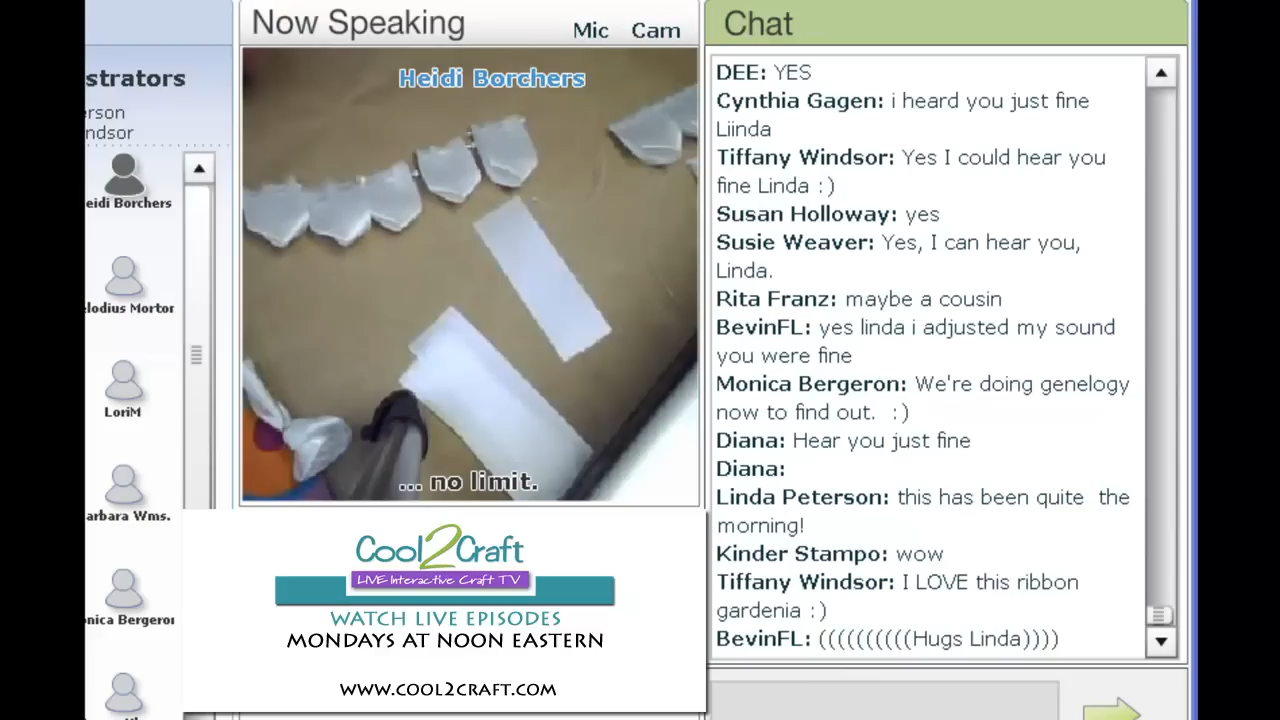 strators
erson
ndsor
eidi Borchers
elodius Mortor
LoriM
arbara Wms.
nica Bergeror
Now Speaking
Mic Cam
Heidi Borchers
... no limit.
Cool2Craft
LIVE Interactive Craft TV
WATCH LIVE EPISODES
MONDAYS AT NOON EASTERN
WWW.COOL2CRAFT.COM
Chat
DEE: YES
Cynthia Gagen: i heard you just fine
Liinda
Tiffany Windsor: Yes I could hear you
fine Linda :)
Susan Holloway: yes
Susie Weaver: Yes, I can hear you,
Linda.
Rita Franz: maybe a cousin
BevinFL: yes linda i adjusted my sound
you were fine
Monica Bergeron: We're doing genelogy
now to find out. :)
Diana: Hear you just fine
Diana:
Linda Peterson: this has been quite the
morning!
Kinder Stampo: wow
Tiffany Windsor: I LOVE this ribbon
gardenia :)
BevinFL: ((((((((((Hugs Linda))))